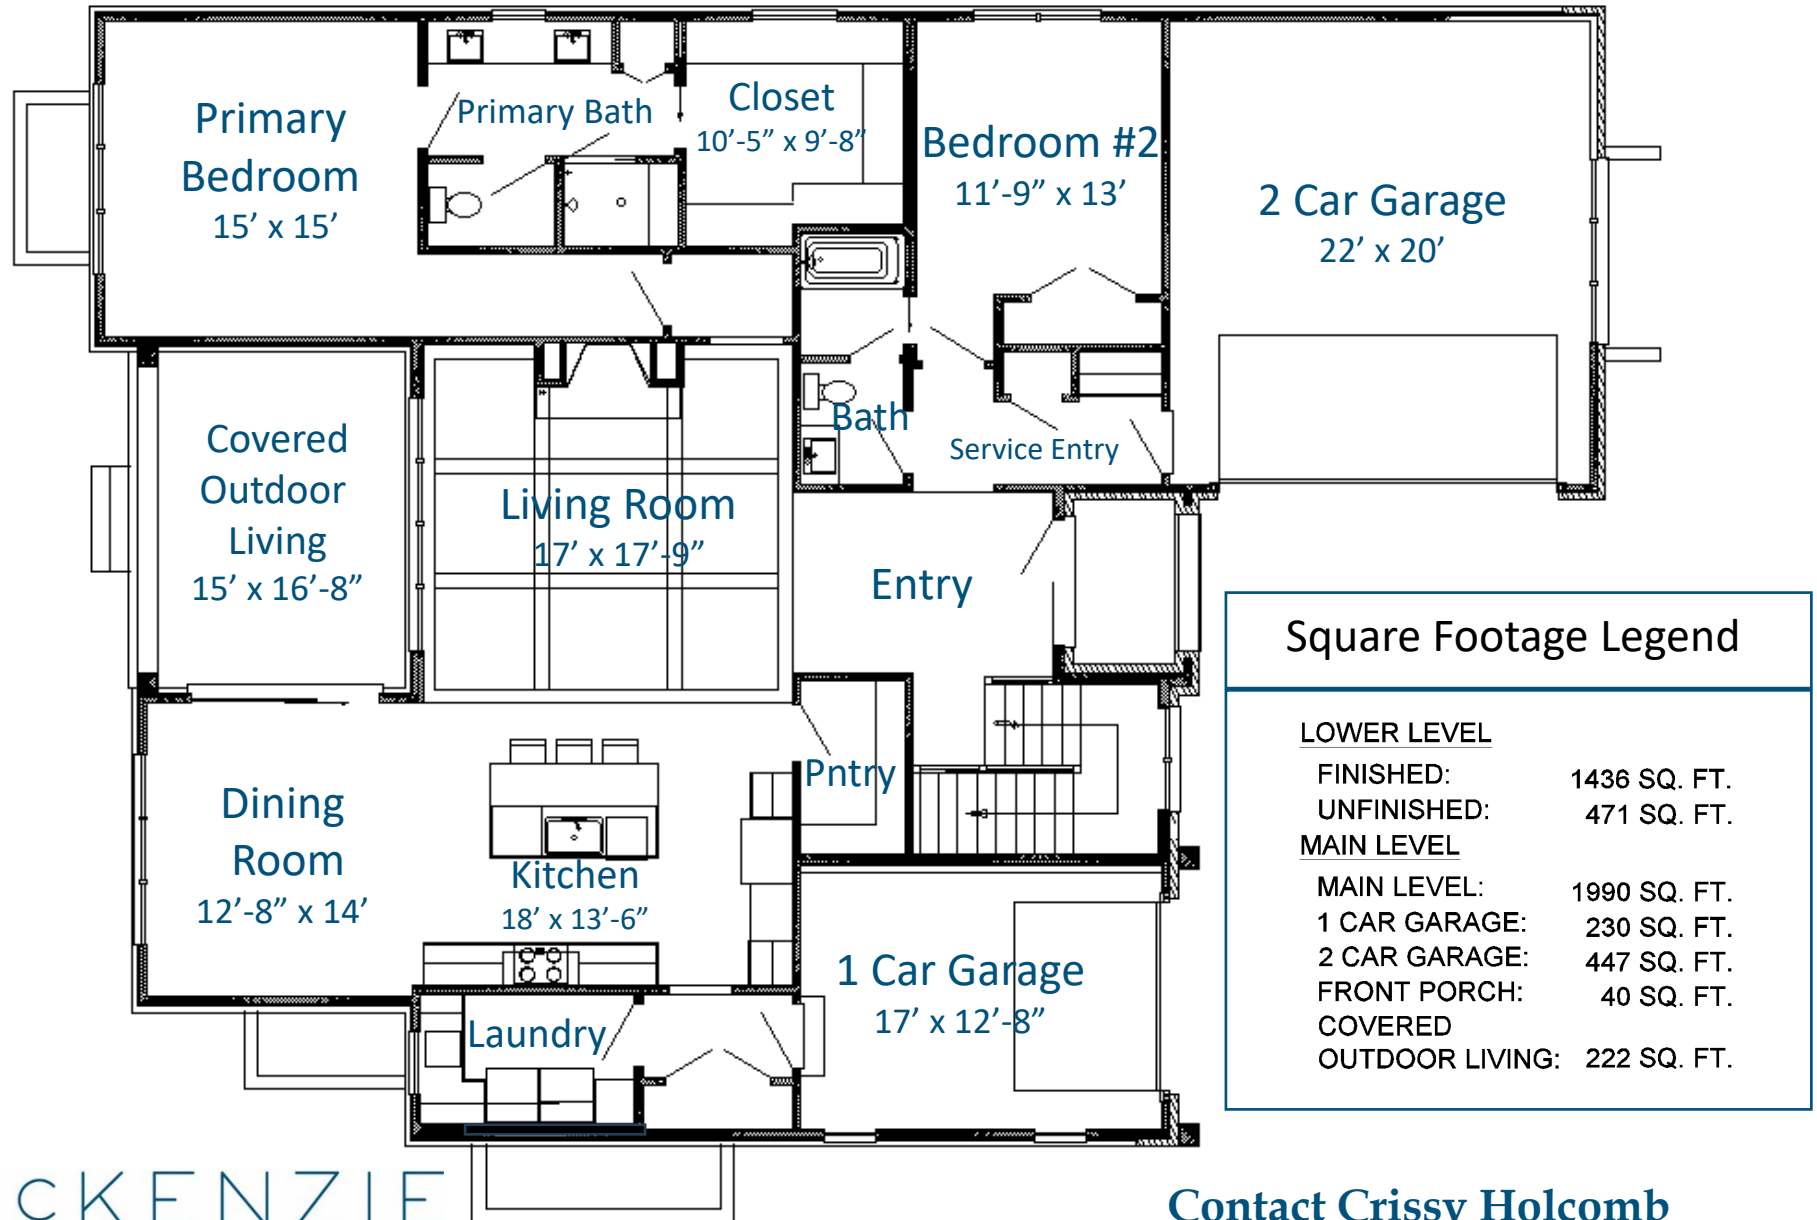 Primary
Bedroom
15’ x 15’
Primary Bath
Closet
10’-5” x 9’-8”
Bedroom #2
11’-9” x 13’
2 Car Garage
22’ x 20’
Covered
Outdoor
Living
15’ x 16’-8”
Living Room
17’ x 17’-9”
Bath
Service Entry
Entry
Dining
Room
12’-8” x 14’
Kitchen
18’ x 13’-6”
Pntry
Laundry
1 Car Garage
17’ x 12’-8”
Square Footage Legend
LOWER LEVEL
FINISHED: 1436 SQ. FT.
UNFINISHED: 471 SQ. FT.
MAIN LEVEL
MAIN LEVEL: 1990 SQ. FT.
1 CAR GARAGE: 230 SQ. FT.
2 CAR GARAGE: 447 SQ. FT.
FRONT PORCH: 40 SQ. FT.
COVERED
OUTDOOR LIVING: 222 SQ. FT.
cKENZIE
Contact Crissy Holcomb